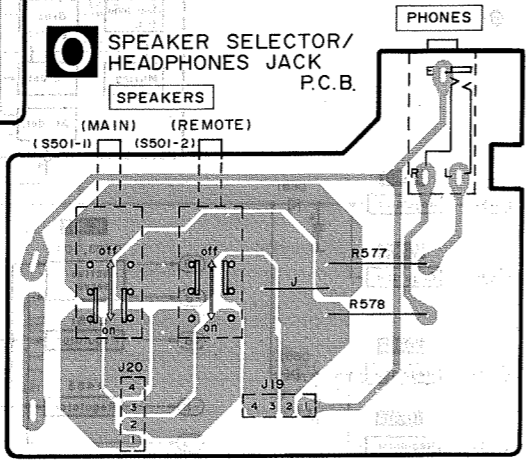 PHONES
O SPEAKER SELECTOR/
HEADPHONES JACK
P.C.B.
SPEAKERS
(MAIN) (REMOTE)
(S501-1) (S501-2)
R L
off off
R577
J
R578
on on
J20 J19
4
3
2
1
4 3 2 1